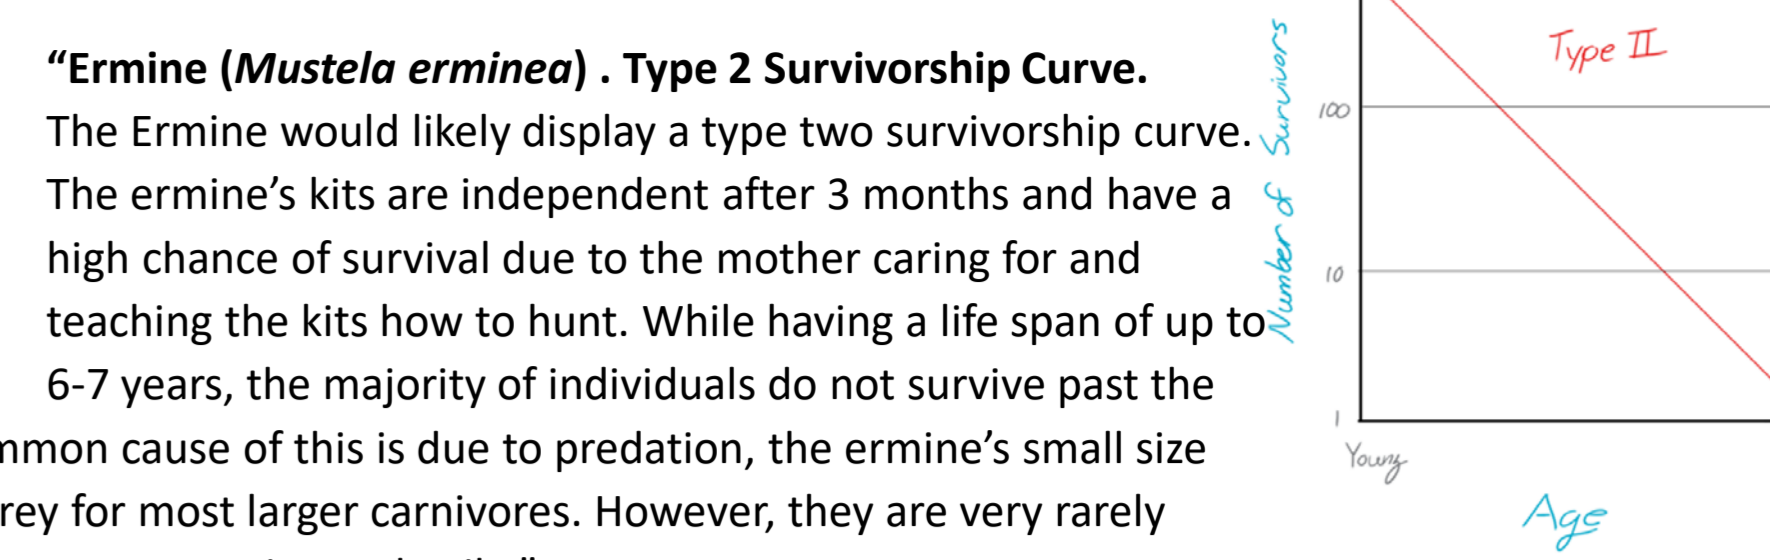 “Ermine (Mustela erminea) . Type 2 Survivorship Curve.
The Ermine would likely display a type two survivorship curve.
The ermine’s kits are independent after 3 months and have a
high chance of survival due to the mother caring for and
teaching the kits how to hunt. While having a life span of up to
6-7 years, the majority of individuals do not survive past the
cause of this is due to predation, the ermine’s small size
for most larger carnivores. However, they are very rarely
Number of Survivors
Type II
100
10
1
Young
Age